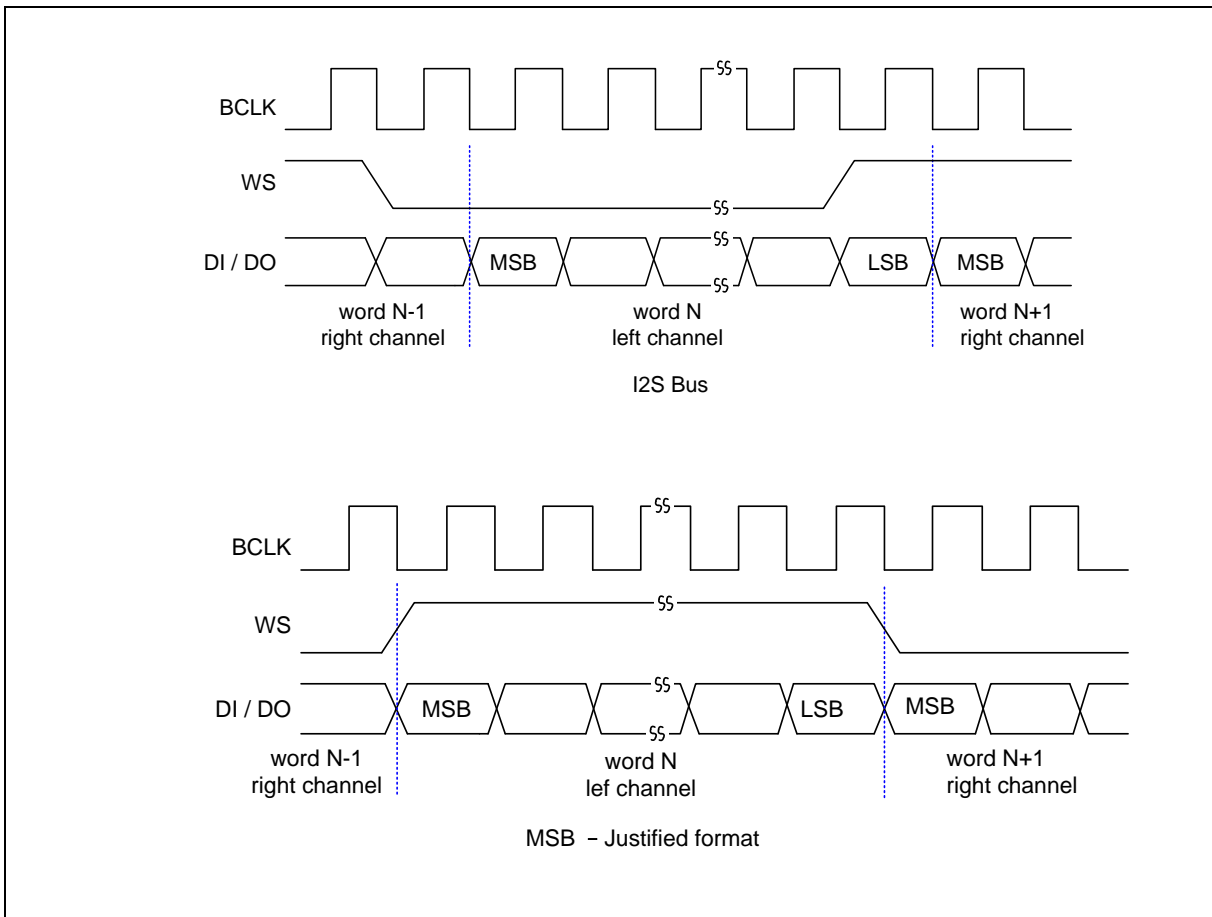 BCLK
WS
DI / DO
MSB
LSB
MSB
word N-1
right channel
word N
left channel
word N+1
right channel
I2S Bus
BCLK
WS
DI / DO
MSB
LSB
MSB
word N-1
right channel
word N
lef channel
word N+1
right channel
MSB – Justified format